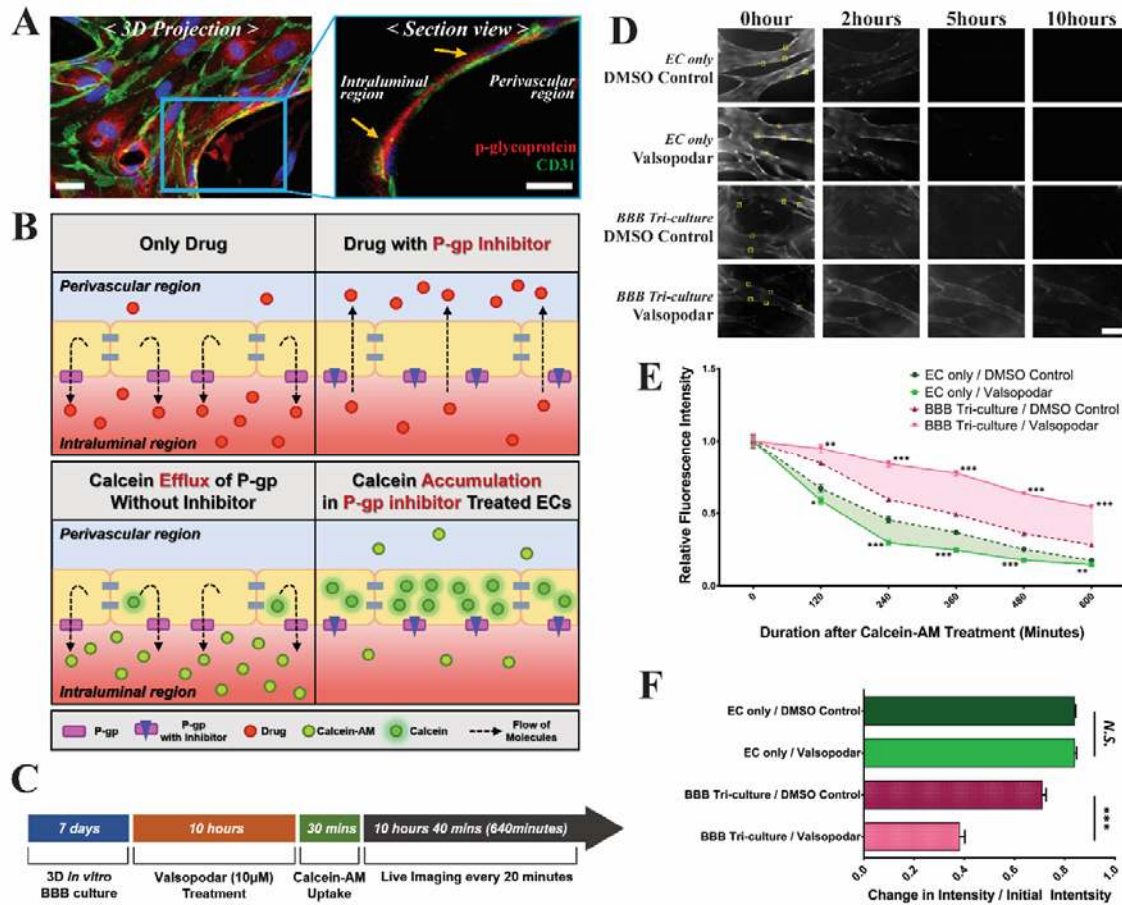 A
< 3D Projection >
< Section view >
Intraluminal
region
Perivascular
region
p-glycoprotein
CD31
B
Only Drug
Drug with P-gp Inhibitor
Perivascular region
Intraluminal region
Calcein Efflux of P-gp
Without Inhibitor
Calcein Accumulation
in P-gp inhibitor Treated ECs
Perivascular region
Intraluminal region
P-gp
P-gp
with Inhibitor
Drug
Calcein-AM
Calcein
Flow of
Molecules
C
7 days
10 hours
30 mins
10 hours 40 mins (640minutes)
3D In vitro
BBB culture
Valsopodar (10μM)
Treatment
Calcein-AM
Uptake
Live Imaging every 20 minutes
D
0hour
2hours
5hours
10hours
EC only
DMSO Control
EC only
Valsopodar
BBB Tri-culture
DMSO Control
BBB Tri-culture
Valsopodar
E
Relative Fluorescence Intensity
1.5
1.0
0.5
0.0
EC only / DMSO Control
EC only / Valsopodar
BBB Tri-culture / DMSO Control
BBB Tri-culture / Valsopodar
**
***
***
***
***
*
***
***
***
**
0
120
240
360
480
600
Duration after Calcein-AM Treatment (Minutes)
F
EC only / DMSO Control
EC only / Valsopodar
BBB Tri-culture / DMSO Control
BBB Tri-culture / Valsopodar
N.S.
***
0.0
0.2
0.4
0.6
0.8
1.0
Change in Intensity / Initial Intentsity